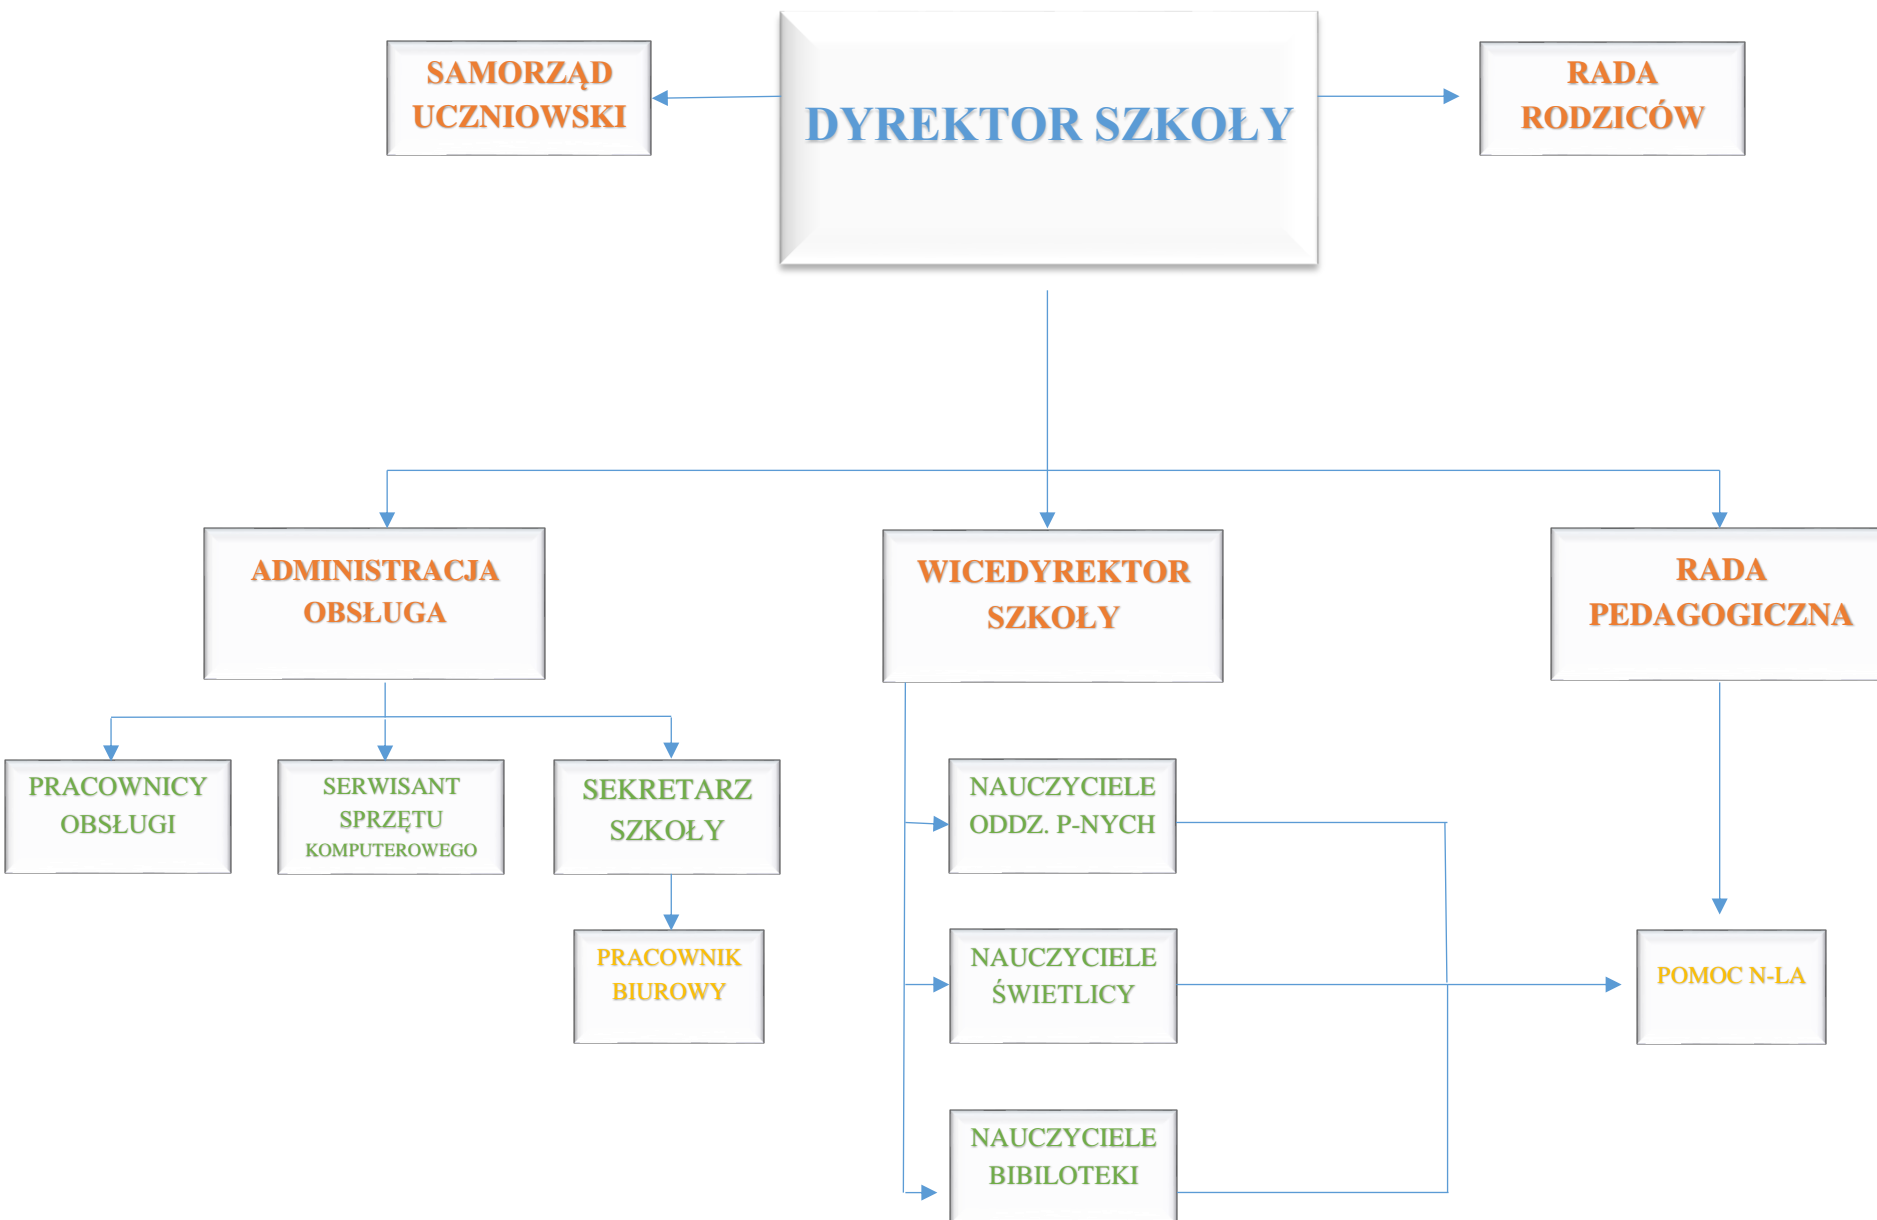 SAMORZĄD
UCZNIOWSKI
DYREKTOR SZKOŁY
RADA
RODZICÓW
ADMINISTRACJA
OBSŁUGA
WICEDYREKTOR
SZKOŁY
RADA
PEDAGOGICZNA
PRACOWNICY
OBSŁUGI
SERWISANT
SPRZĘTU
KOMPUTEROWEGO
SEKRETARZ
SZKOŁY
NAUCZYCIELE
ODDZ. P-NYCH
PRACOWNIK
BIUROWY
NAUCZYCIELE
ŚWIETLICY
POMOC N-LA
NAUCZYCIELE
BIBILOTEKI